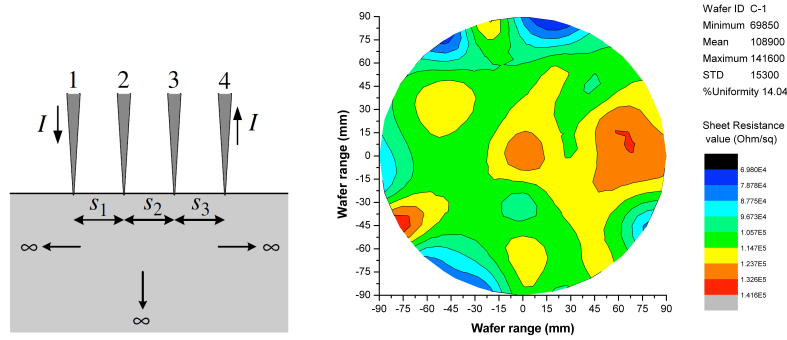 1 2 3 4
I I
s1 s2 s3
∞ ∞
∞
90
75
60
45
30
15
0
-15
-30
-45
-60
-75
-90
Wafer range (mm)
-90 -75 -60 -45 -30 -15 0 15 30 45 60 75 90
Wafer range (mm)
Wafer ID C-1
Minimum 69850
Mean 108900
Maximum 141600
STD 15300
%Uniformity 14.04
Sheet Resistance
value (Ohm/sq)
6.980E4
7.878E4
8.775E4
9.673E4
1.057E5
1.147E5
1.237E5
1.326E5
1.416E5